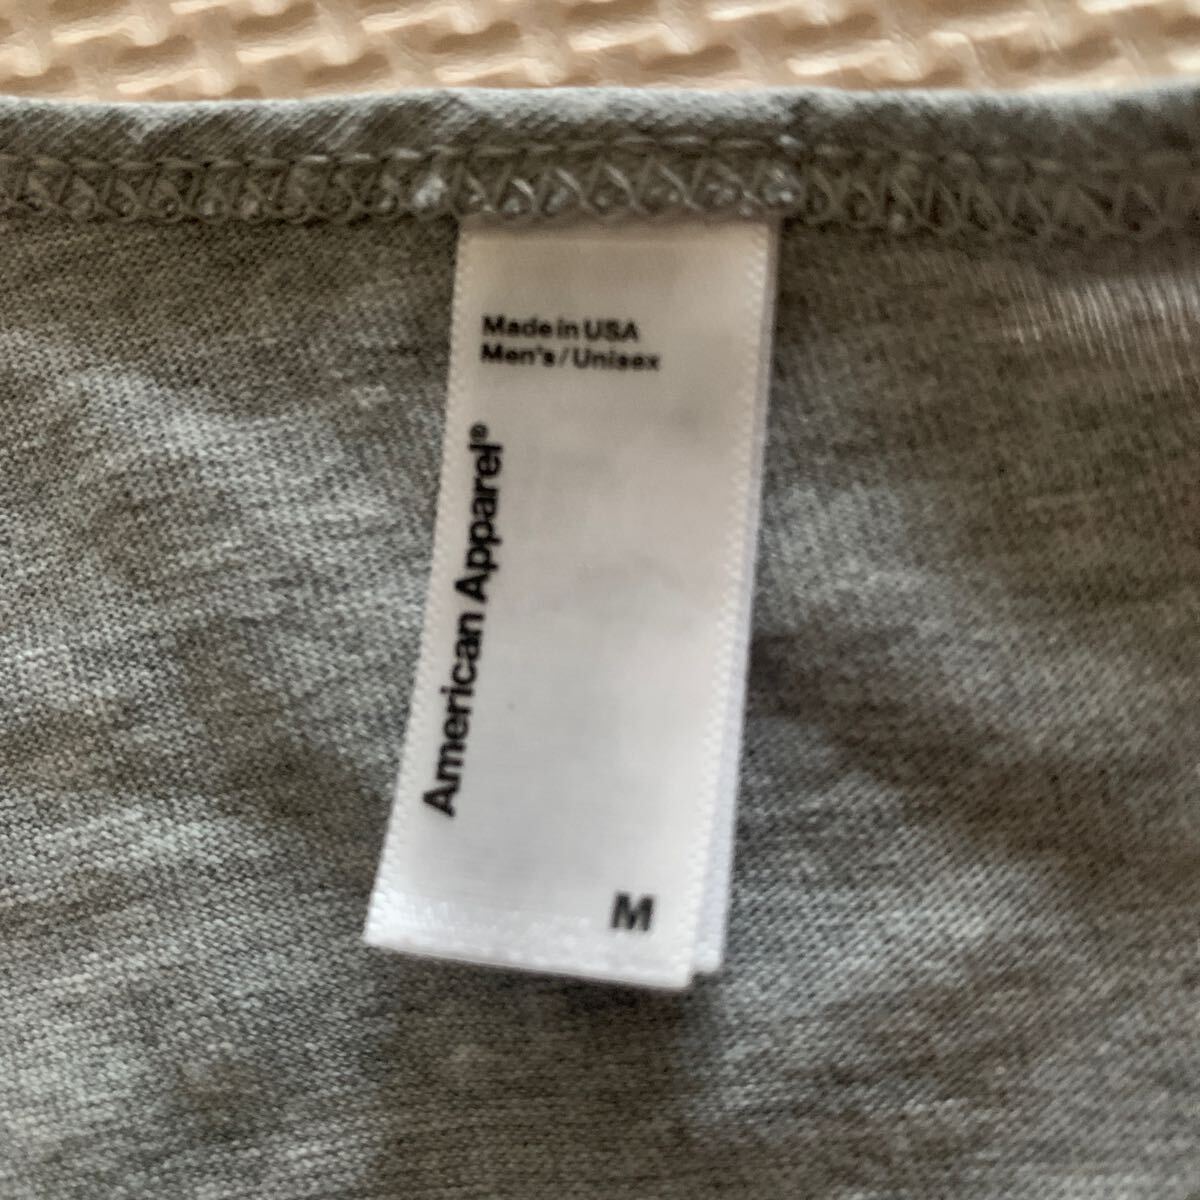 Made in USA
Men's / Unisex
American Apparel®
M